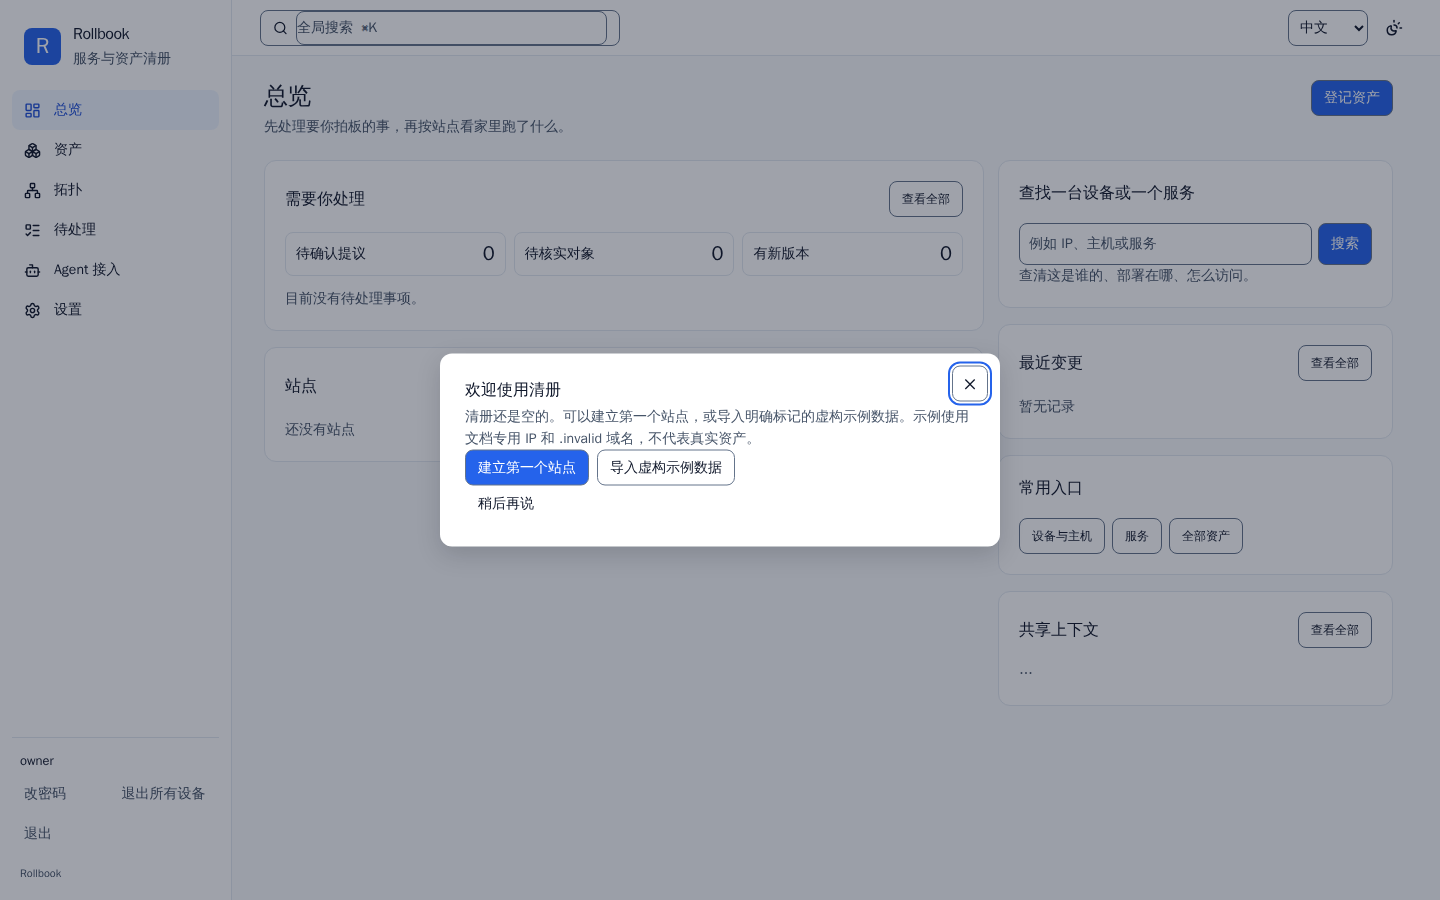 R
Rollbook
服务与资产清册
总览
资产
拓扑
待处理
Agent 接入
设置
owner
改密码 退出所有设备
退出
Rollbook
全局搜索 ⌘K
中文
总览
先处理要你拍板的事，再按站点看家里跑了什么。
登记资产
需要你处理
查看全部
待确认提议 0
待核实对象 0
有新版本 0
目前没有待处理事项。
站点
还没有站点
查找一台设备或一个服务
例如 IP、主机或服务
搜索
查清这是谁的、部署在哪、怎么访问。
最近变更
查看全部
暂无记录
常用入口
设备与主机
服务
全部资产
共享上下文
查看全部
…
欢迎使用清册
清册还是空的。可以建立第一个站点，或导入明确标记的虚构示例数据。示例使用
文档专用 IP 和 .invalid 域名，不代表真实资产。
建立第一个站点
导入虚构示例数据
稍后再说